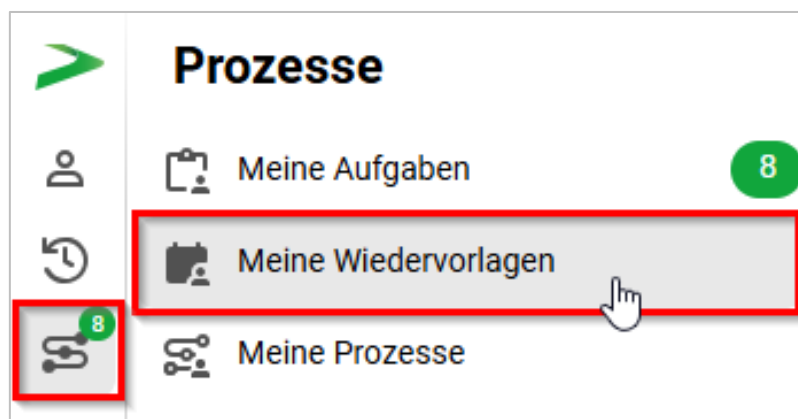 Prozesse
Meine Aufgaben 8
Meine Wiedervorlagen
8
Meine Prozesse